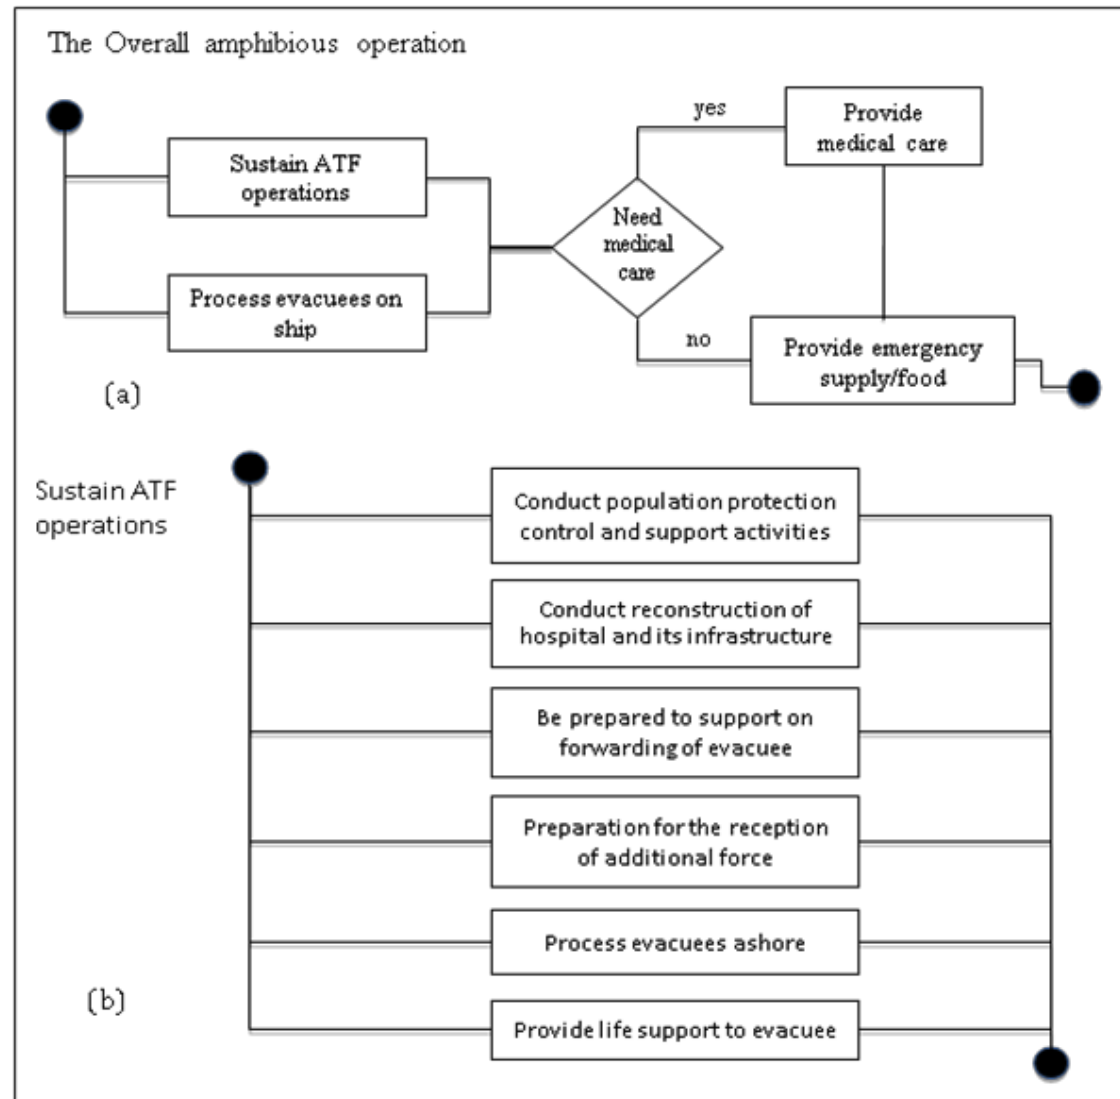 The Overall amphibious operation
Sustain ATF
operations
Process evacuees on
ship
Need
medical
care
yes
Provide
medical care
no
Provide emergency
supply/food
(a)
Sustain ATF
operations
Conduct population protection
control and support activities
Conduct reconstruction of
hospital and its infrastructure
Be prepared to support on
forwarding of evacuee
Preparation for the reception
of additional force
Process evacuees ashore
Provide life support to evacuee
(b)